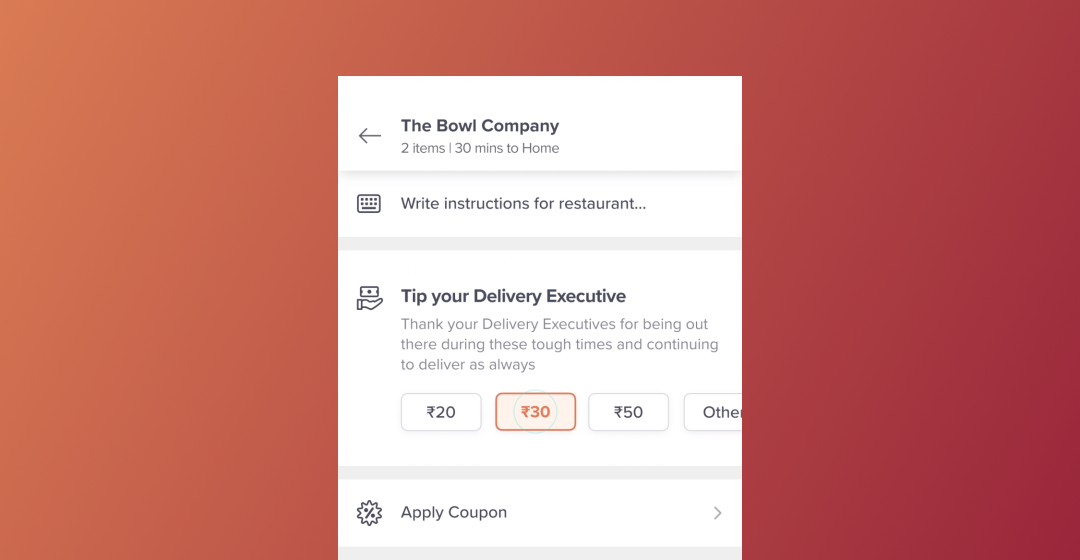 The Bowl Company
2 items | 30 mins to Home
Write instructions for restaurant...
Tip your Delivery Executive
Thank your Delivery Executives for being out
there during these tough times and continuing
to deliver as always
₹20 ₹30 ₹50 Other
Apply Coupon